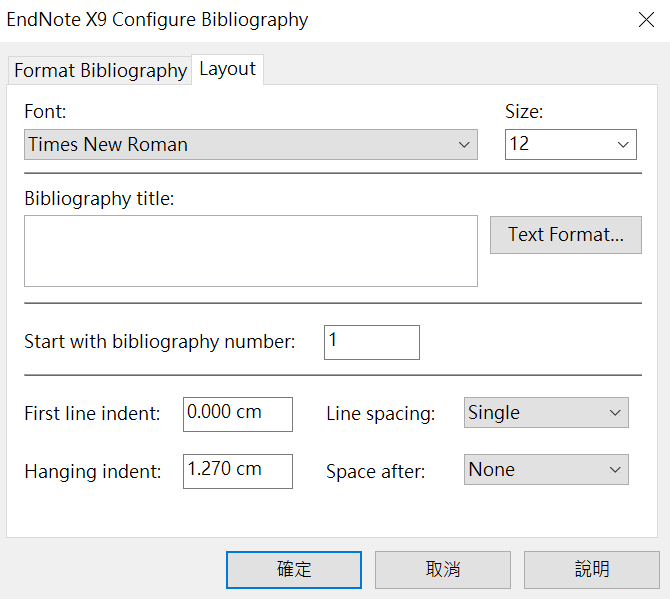 EndNote X9 Configure Bibliography
Format Bibliography Layout
Font: Size:
Times New Roman 12
Bibliography title:
Text Format...
Start with bibliography number: 1
First line indent: 0.000 cm Line spacing: Single
Hanging indent: 1.270 cm Space after: None
確定 取消 說明